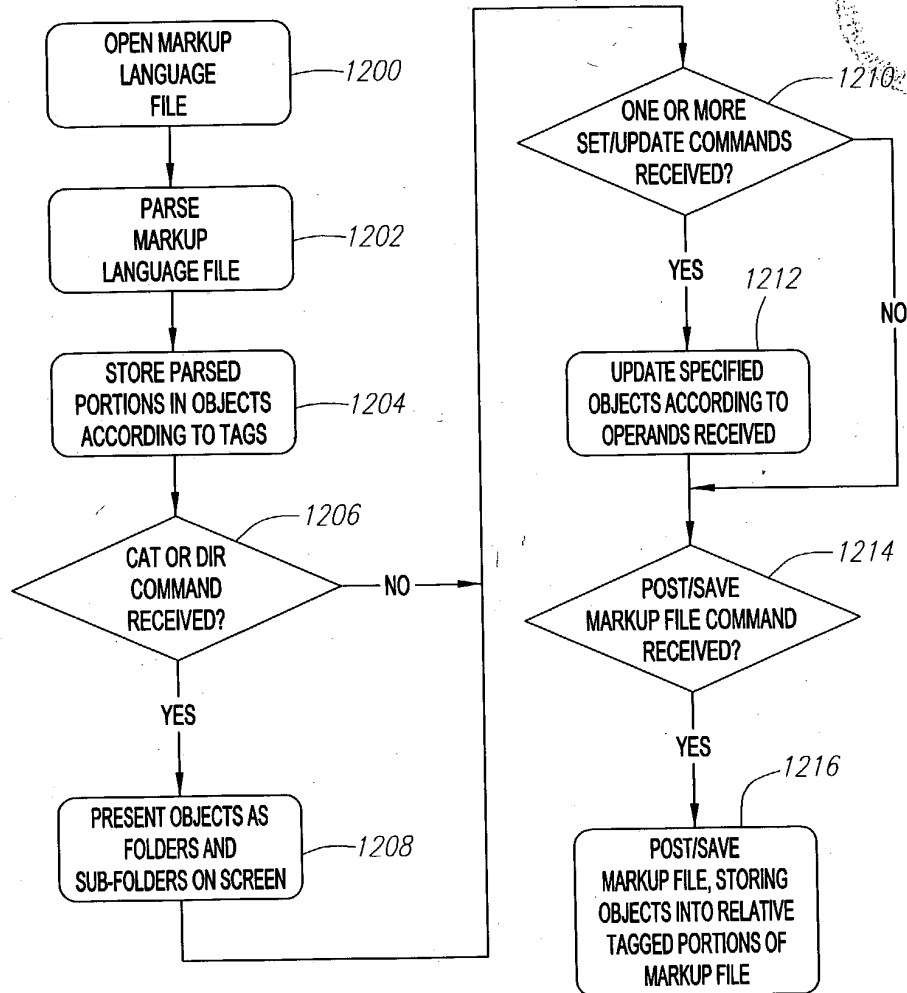 OPEN MARKUP
LANGUAGE
FILE
1200
PARSE
MARKUP
LANGUAGE FILE
1202
STORE PARSED
PORTIONS IN OBJECTS
ACCORDING TO TAGS
1204
1206
CAT OR DIR
COMMAND
RECEIVED?
NO
YES
PRESENT OBJECTS AS
FOLDERS AND
SUB-FOLDERS ON SCREEN
1208
1210
ONE OR MORE
SET/UPDATE COMMANDS
RECEIVED?
YES
NO
1212
UPDATE SPECIFIED
OBJECTS ACCORDING TO
OPERANDS RECEIVED
1214
POST/SAVE
MARKUP FILE COMMAND
RECEIVED?
YES
1216
POST/SAVE
MARKUP FILE, STORING
OBJECTS INTO RELATIVE
TAGGED PORTIONS OF
MARKUP FILE